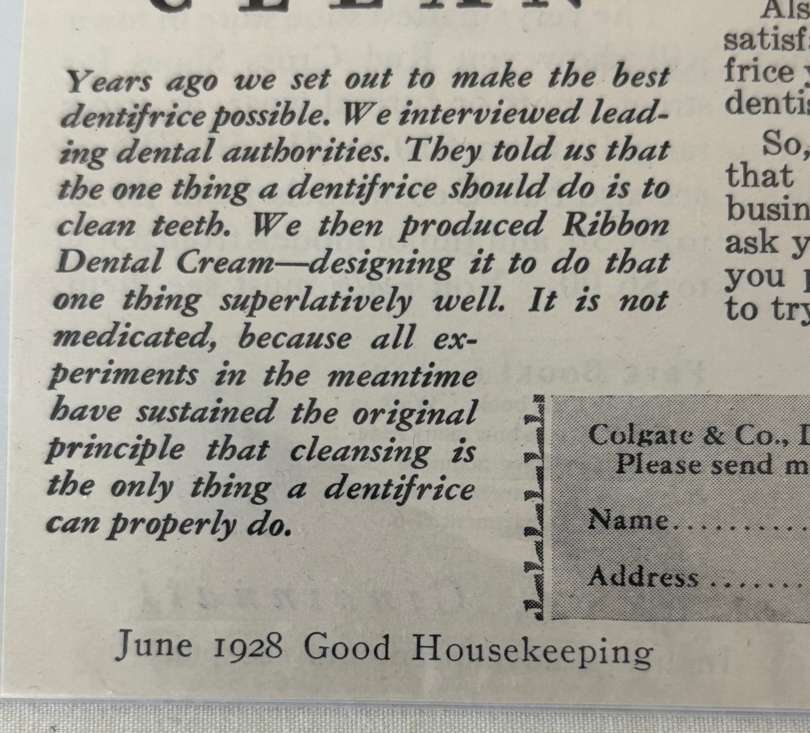 CLEAN
Years ago we set out to make the best
dentifrice possible. We interviewed lead-
ing dental authorities. They told us that
the one thing a dentifrice should do is to
clean teeth. We then produced Ribbon
Dental Cream—designing it to do that
one thing superlatively well. It is not
medicated, because all ex-
periments in the meantime
have sustained the original
principle that cleansing is
the only thing a dentifrice
can properly do.
Als
satisf
frice y
denti
So,
that
busin
ask y
you p
to try
Colgate & Co., D
Please send m
Name..........
Address .......
June 1928 Good Housekeeping